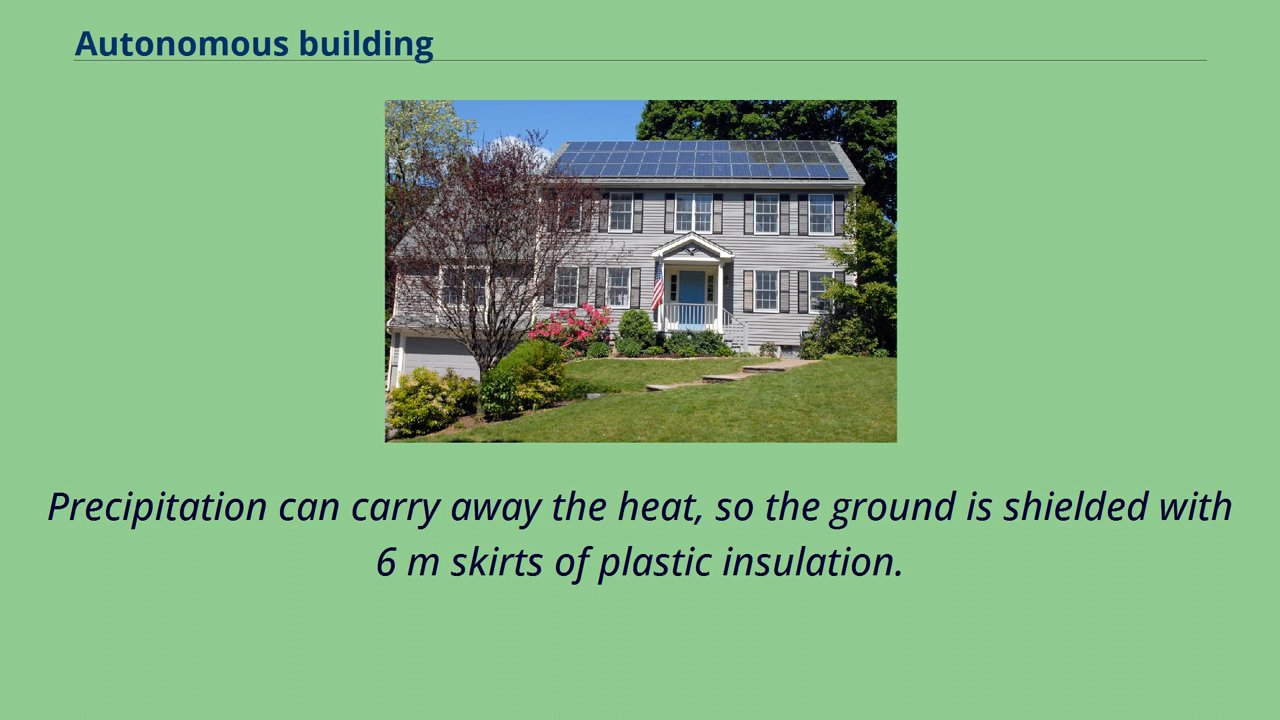 Autonomous building
Precipitation can carry away the heat, so the ground is shielded with
6 m skirts of plastic insulation.